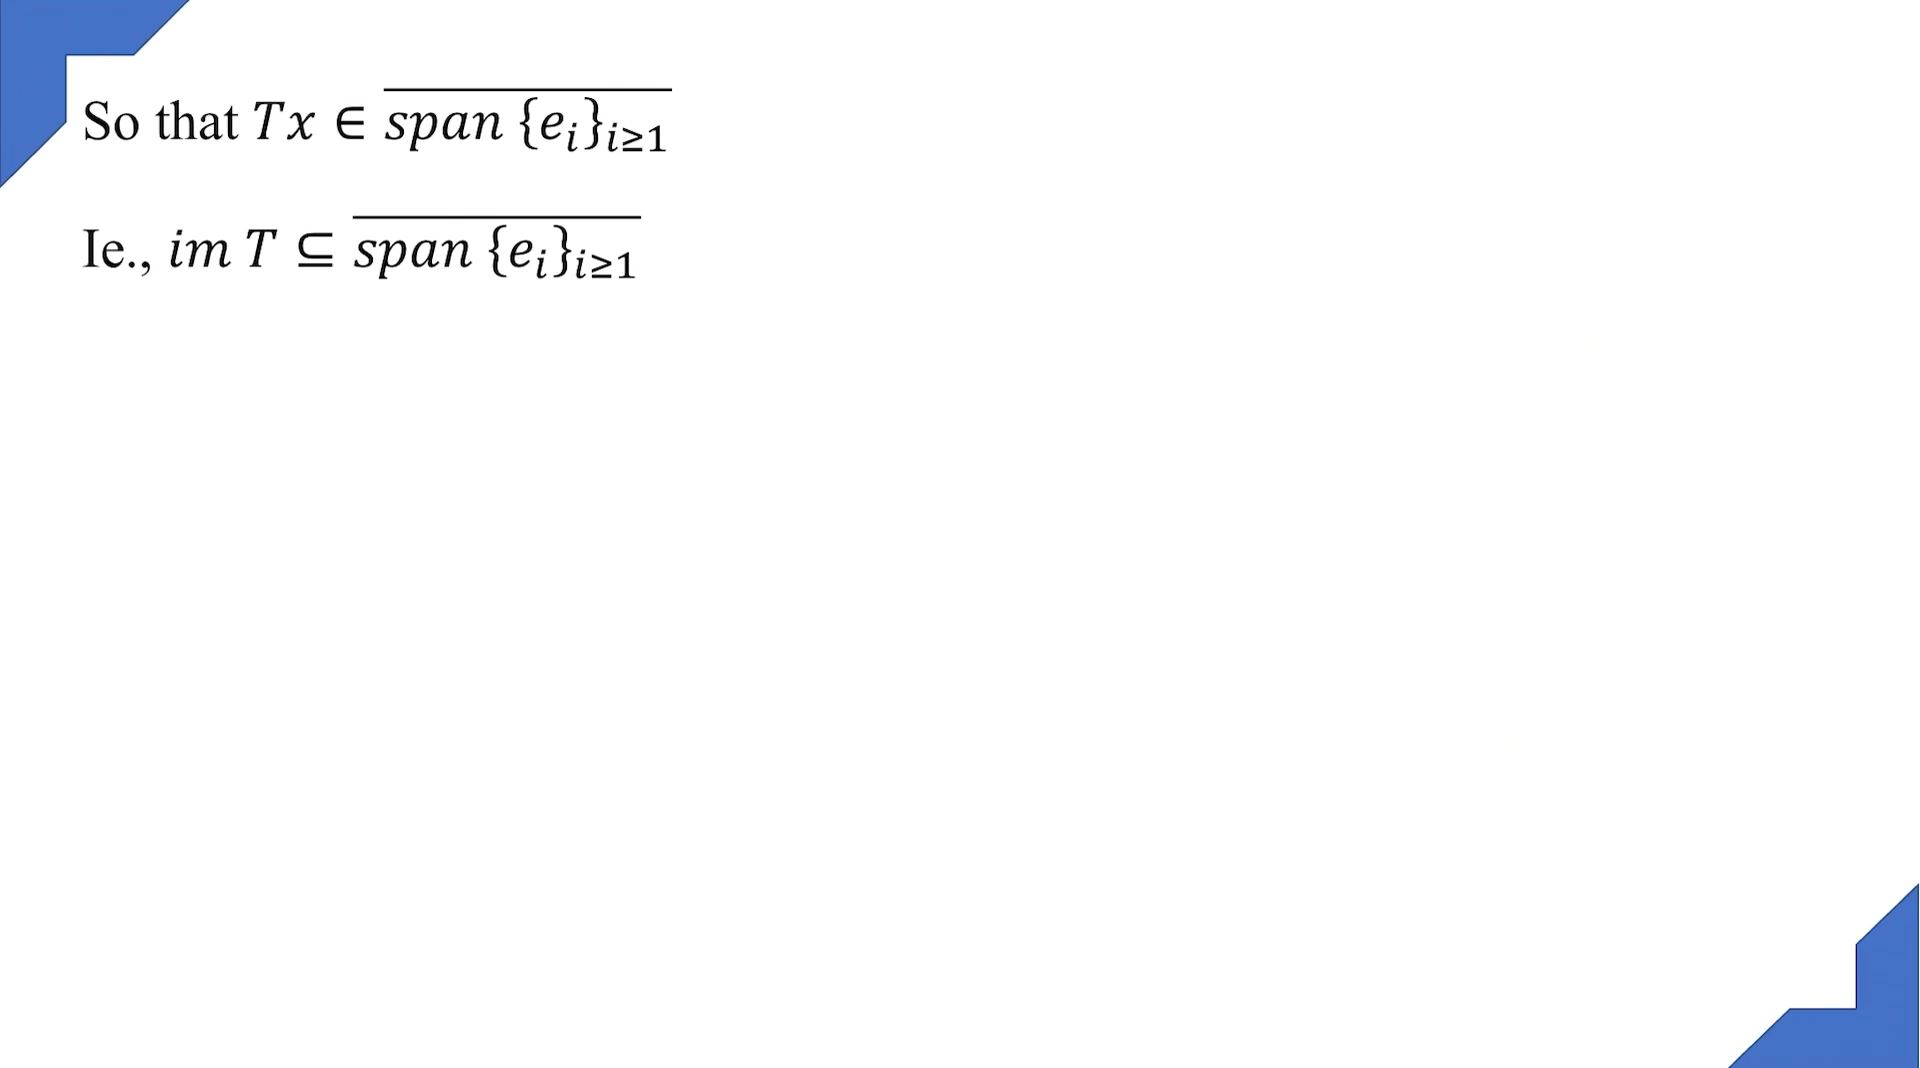 So that 𝑇𝑥 ∈ \overline{span {e_i}_{i≥1}}
Ie., im T ⊆ \overline{span {e_i}_{i≥1}}